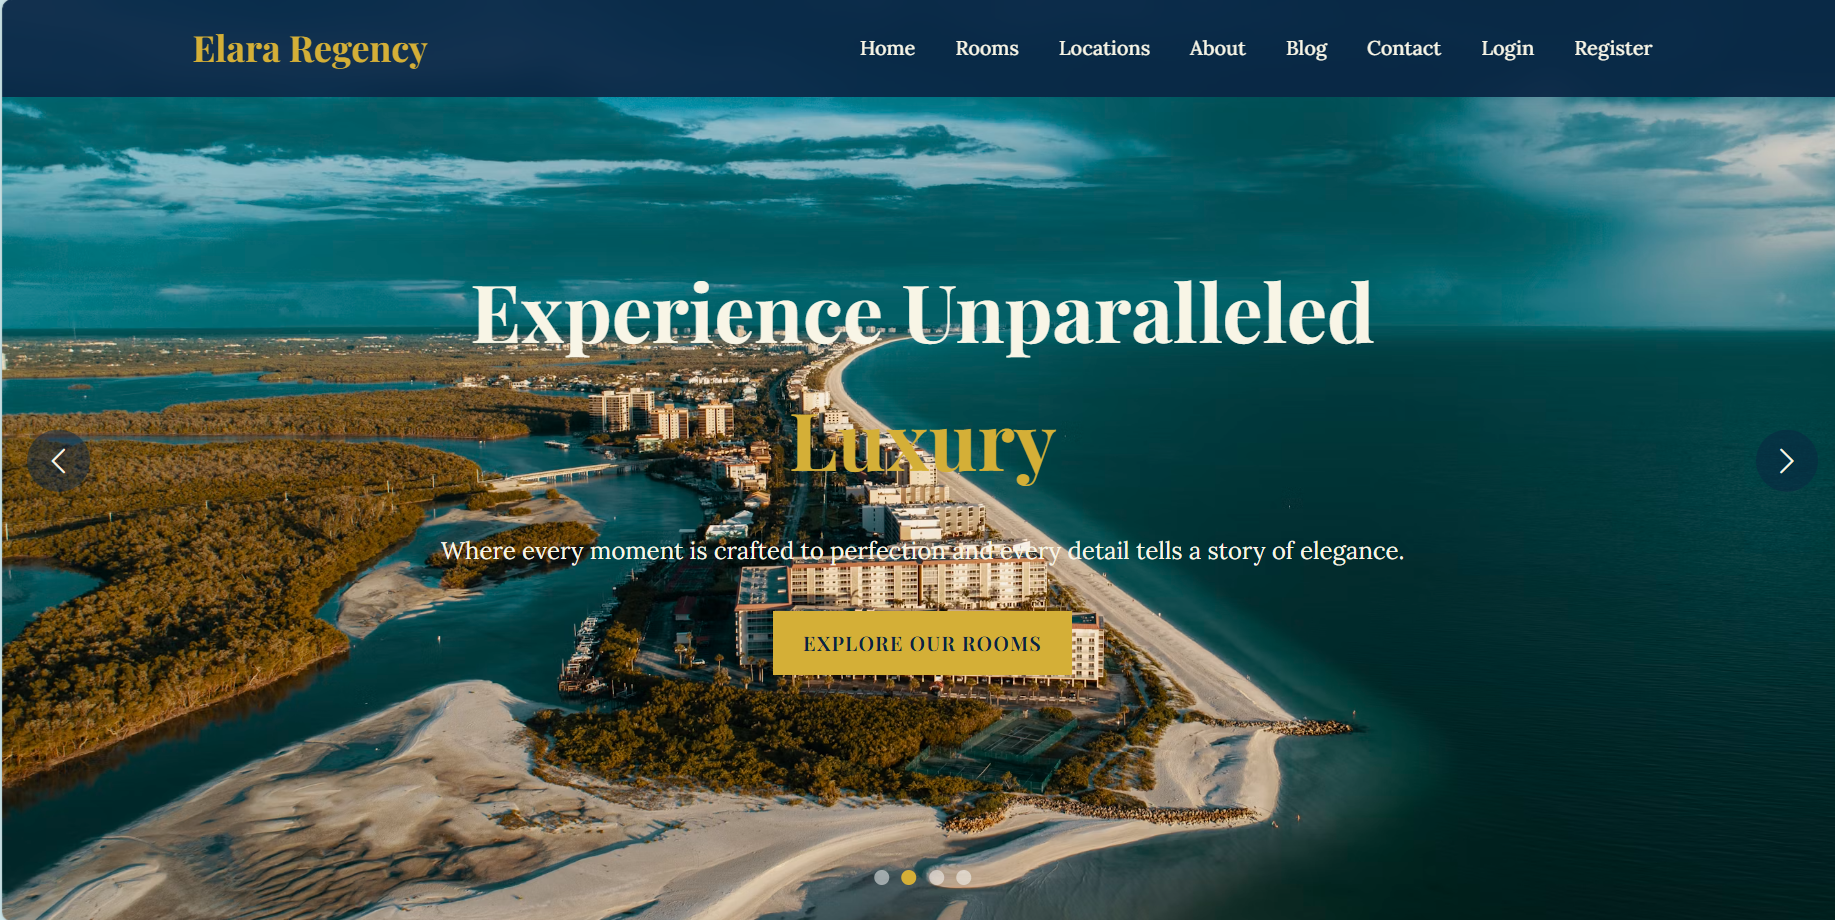 Elara Regency
Home Rooms Locations About Blog Contact Login Register
Experience Unparalleled
Luxury
Where every moment is crafted to perfection and every detail tells a story of elegance.
EXPLORE OUR ROOMS